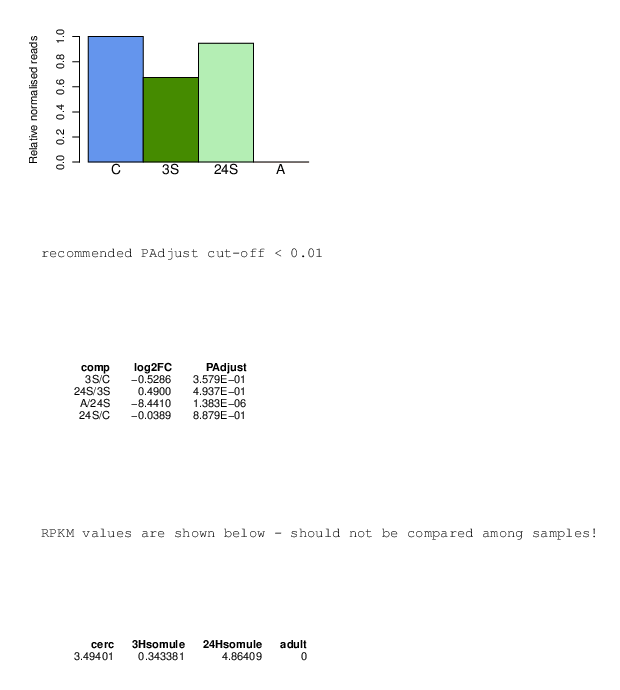 Relative normalised reads
1.0
0.8
0.6
0.4
0.2
0.0
C 3S 24S A
recommended PAdjust cut-off < 0.01
comp log2FC PAdjust
3S/C −0.5286 3.579E−01
24S/3S 0.4900 4.937E−01
A/24S −8.4410 1.383E−06
24S/C −0.0389 8.879E−01
RPKM values are shown below - should not be compared among samples!
cerc 3Hsomule 24Hsomule adult
3.49401 0.343381 4.86409 0